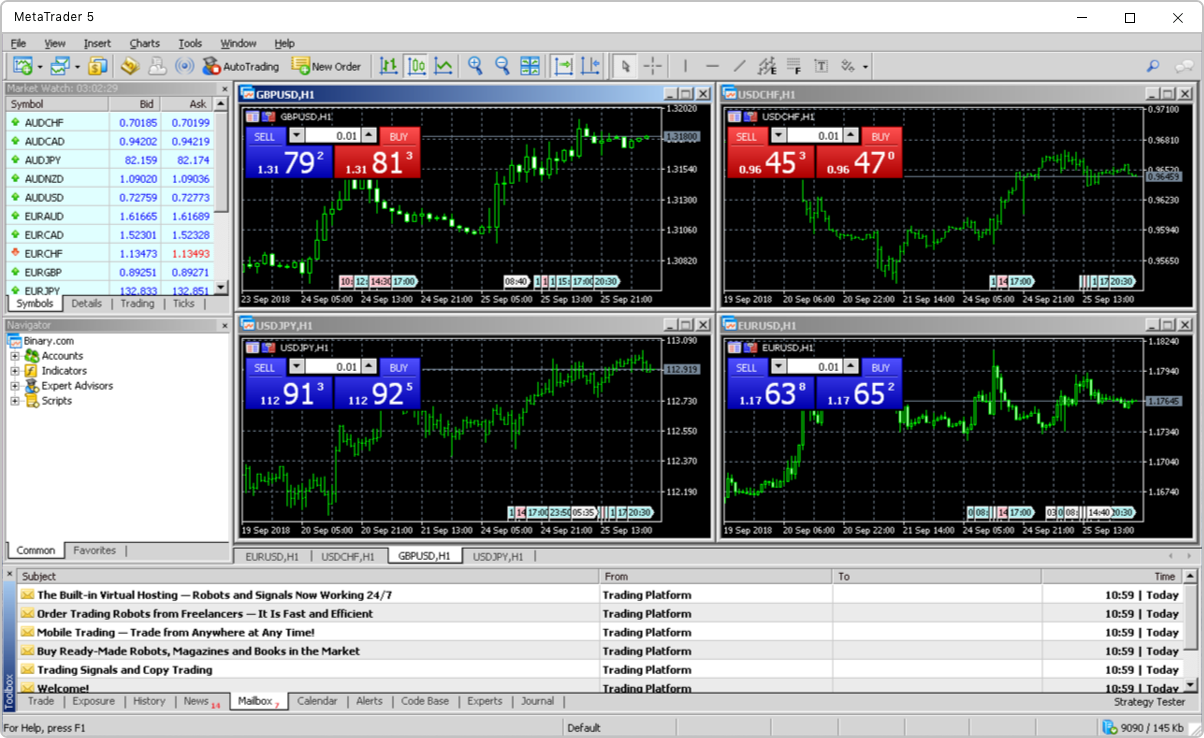 MetaTrader 5
File View Insert Charts Tools Window Help
AutoTrading New Order
Market Watch: 03:02:29
Symbol Bid Ask
AUDCHF 0.70185 0.70199
AUDCAD 0.94202 0.94219
AUDJPY 82.159 82.174
AUDNZD 1.09020 1.09036
AUDUSD 0.72759 0.72773
EURAUD 1.61665 1.61689
EURCAD 1.52301 1.52328
EURCHF 1.13473 1.13493
EURGBP 0.89251 0.89271
EURJPY 132.833 132.851
Symbols Details Trading Ticks
Navigator
Binary.com
Accounts
Indicators
Expert Advisors
Scripts
Common Favorites
GBPUSD,H1
GBPUSD,H1
SELL 0.01 BUY
1.31 79 2 1.31 81 3
1.32020
1.31800
1.31540
1.31300
1.31060
1.30820
10: 12: 14:30 17:00 08:40 1 1 1 15: 17:00 20:30
23 Sep 2018 24 Sep 05:00 24 Sep 13:00 24 Sep 21:00 25 Sep 05:00 25 Sep 13:00 25 Sep 21:00
USDCHF,H1
USDCHF,H1
SELL 0.01 BUY
0.96 45 3 0.96 47 0
0.97100
0.96810
0.96520
0.96459
0.96230
0.95940
0.95650
1 14 17:00 1 17 20:30
19 Sep 2018 20 Sep 06:00 20 Sep 22:00 21 Sep 14:00 24 Sep 05:00 24 Sep 21:00 25 Sep 13:00
USDJPY,H1
USDJPY,H1
SELL 0.01 BUY
112 91 3 112 92 5
113.090
112.919
112.730
112.550
112.370
112.190
1 14 17:00 23:50 05:35 1 17 20:30
19 Sep 2018 20 Sep 05:00 20 Sep 21:00 21 Sep 13:00 24 Sep 05:00 24 Sep 21:00 25 Sep 13:00
EURUSD,H1
EURUSD,H1
SELL 0.01 BUY
1.17 63 8 1.17 65 2
1.18240
1.17940
1.17645
1.17340
1.17040
1.16740
0 08: 14 17:00 03 0 08: 14:40 20:30
19 Sep 2018 20 Sep 06:00 20 Sep 22:00 21 Sep 14:00 24 Sep 05:00 24 Sep 21:00 25 Sep 13:00
EURUSD,H1 USDCHF,H1 GBPUSD,H1 USDJPY,H1
Toolbox
Subject From To Time
The Built-in Virtual Hosting — Robots and Signals Now Working 24/7 Trading Platform 10:59 | Today
Order Trading Robots from Freelancers — It Is Fast and Efficient Trading Platform 10:59 | Today
Mobile Trading — Trade from Anywhere at Any Time! Trading Platform 10:59 | Today
Buy Ready-Made Robots, Magazines and Books in the Market Trading Platform 10:59 | Today
Trading Signals and Copy Trading Trading Platform 10:59 | Today
Welcome! Trading Platform 10:59 | Today
Trade Exposure History News 14 Mailbox 7 Calendar Alerts Code Base Experts Journal Strategy Tester
For Help, press F1 Default 9090 / 145 Kb